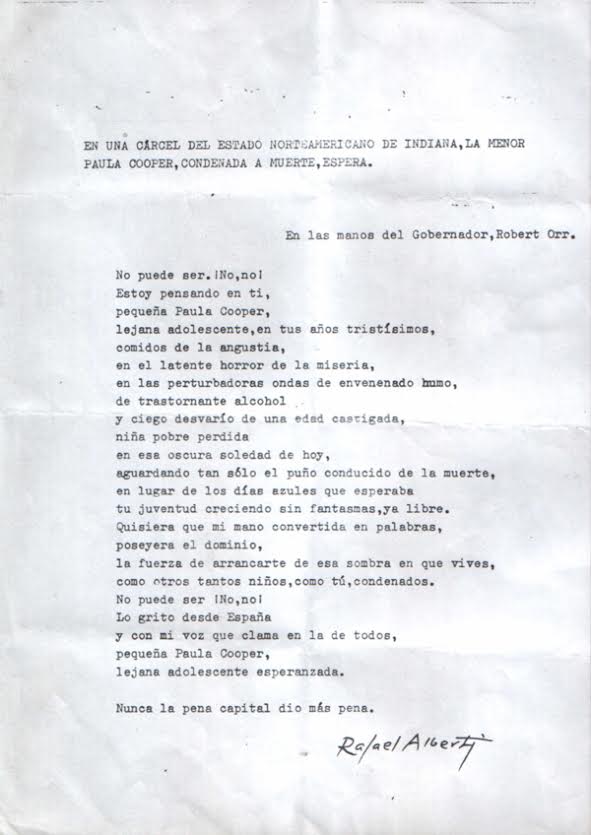 EN UNA CÁRCEL DEL ESTADO NORTEAMERICANO DE INDIANA,LA MENOR
PAULA COOPER,CONDENADA A MUERTE,ESPERA.
En las manos del Gobernador,Robert Orr.
No puede ser.¡No,no!
Estoy pensando en ti,
pequeña Paula Cooper,
lejana adolescente,en tus años tristísimos,
comidos de la angustia,
en el latente horror de la miseria,
en las perturbadoras ondas de envenenado humo,
de trastornante alcohol
y ciego desvarío de una edad castigada,
niña pobre perdida
en esa oscura soledad de hoy,
aguardando tan sólo el puño conducido de la muerte,
en lugar de los días azules que esperaba
tu juventud creciendo sin fantasmas,ya libre.
Quisiera que mi mano convertida en palabras,
poseyera el dominio,
la fuerza de arrancarte de esa sombra en que vives,
como otros tantos niños,como tú,condenados.
No puede ser ¡No,no!
Lo grito desde España
y con mi voz que clama en la de todos,
pequeña Paula Cooper,
lejana adolescente esperanzada.
Nunca la pena capital dio más pena.
Rafael Alberti